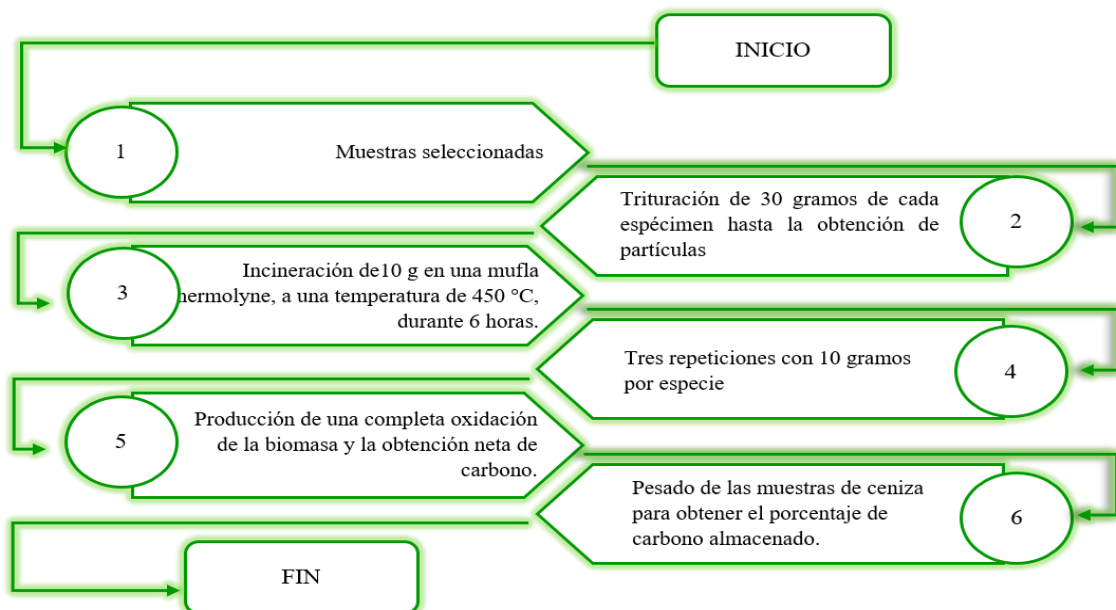 INICIO
1
Muestras seleccionadas
Trituración de 30 gramos de cada
espécimen hasta la obtención de
partículas
2
Incineración de10 g en una mufla
hermolyne, a una temperatura de 450 °C,
durante 6 horas.
3
Tres repeticiones con 10 gramos
por especie
4
Producción de una completa oxidación
de la biomasa y la obtención neta de
carbono.
5
Pesado de las muestras de ceniza
para obtener el porcentaje de
carbono almacenado.
6
FIN